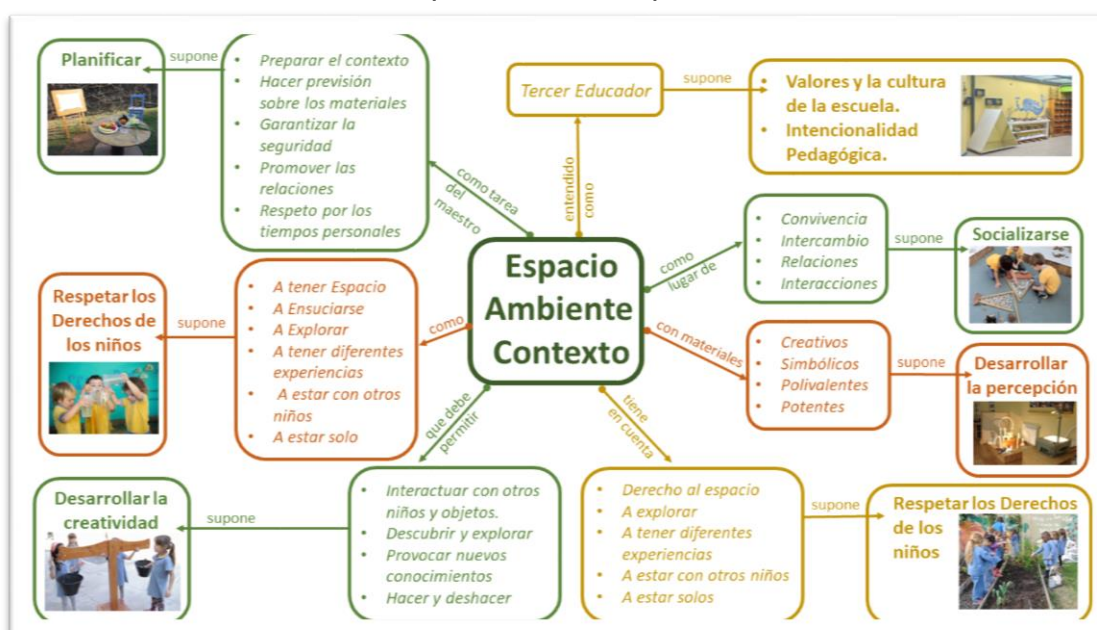 Planificar
supone
• Preparar el contexto
• Hacer previsión
sobre los materiales
• Garantizar la
seguridad
• Promover las
relaciones
• Respeto por los
tiempos personales
como tarea
del
maestro
Tercer Educador
supone
• Valores y la cultura
de la escuela.
• Intencionalidad
Pedagógica.
entendido
como
Espacio
Ambiente
Contexto
como
lugar de
• Convivencia
• Intercambio
• Relaciones
• Interacciones
supone
Socializarse
Respetar los
Derechos de
los niños
supone
• A tener Espacio
• A Ensuciarse
• A Explorar
• A tener diferentes
experiencias
• A estar con otros
niños
• A estar solo
como
con materiales
• Creativos
• Simbólicos
• Polivalentes
• Potentes
supone
Desarrollar
la percepción
Desarrollar la
creatividad
supone
• Interactuar con otros
niños y objetos.
• Descubrir y explorar
• Provocar nuevos
conocimientos
• Hacer y deshacer
que debe
permitir
tiene
en cuenta
• Derecho al espacio
• A explorar
• A tener diferentes
experiencias
• A estar con otros niños
• A estar solos
supone
Respetar los Derechos
de los
niños